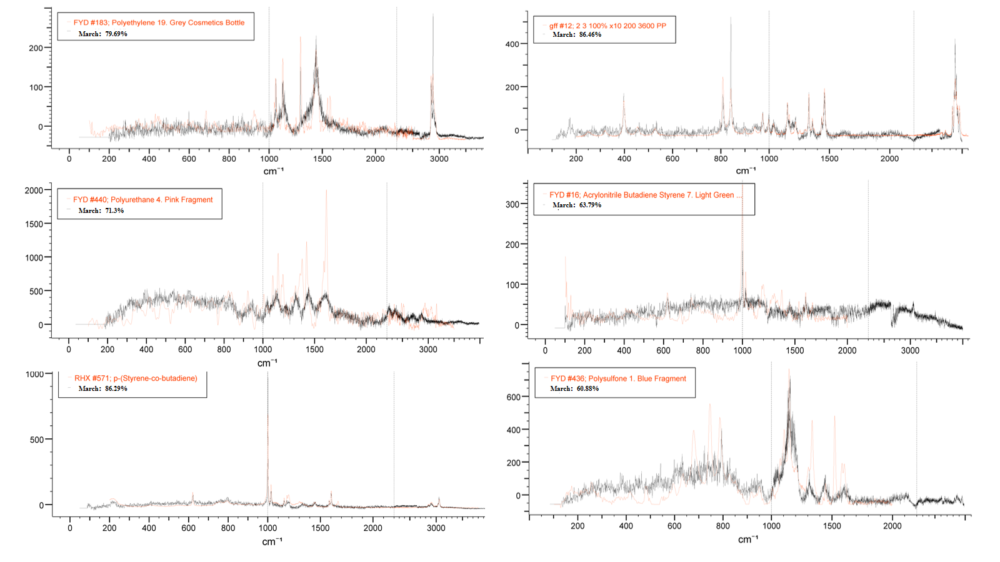 FYD #183; Polyethylene 19. Grey Cosmetics Bottle
March: 79.69%
200
100
0
0 200 400 600 800 1000 1500 2000 3000
cm⁻¹
gff #12; 2 3 100% x10 200 3600 PP
March: 86.46%
400
200
0
200 400 600 800 1000 1500 2000
cm⁻¹
FYD #440; Polyurethane 4. Pink Fragment
March: 71.3%
2000
1500
1000
500
0
0 200 400 600 800 1000 1500 2000 3000
cm⁻¹
FYD #16; Acrylonitrile Butadiene Styrene 7. Light Green ...
March: 63.79%
300
200
100
0
0 200 400 600 800 1000 1500 2000 3000
cm⁻¹
RHX #571; p-(Styrene-co-butadiene)
March: 86.29%
1000
500
0
0 200 400 600 800 1000 1500 2000 3000
cm⁻¹
FYD #436; Polysulfone 1. Blue Fragment
March: 60.88%
600
400
200
0
200 400 600 800 1000 1500 2000
cm⁻¹